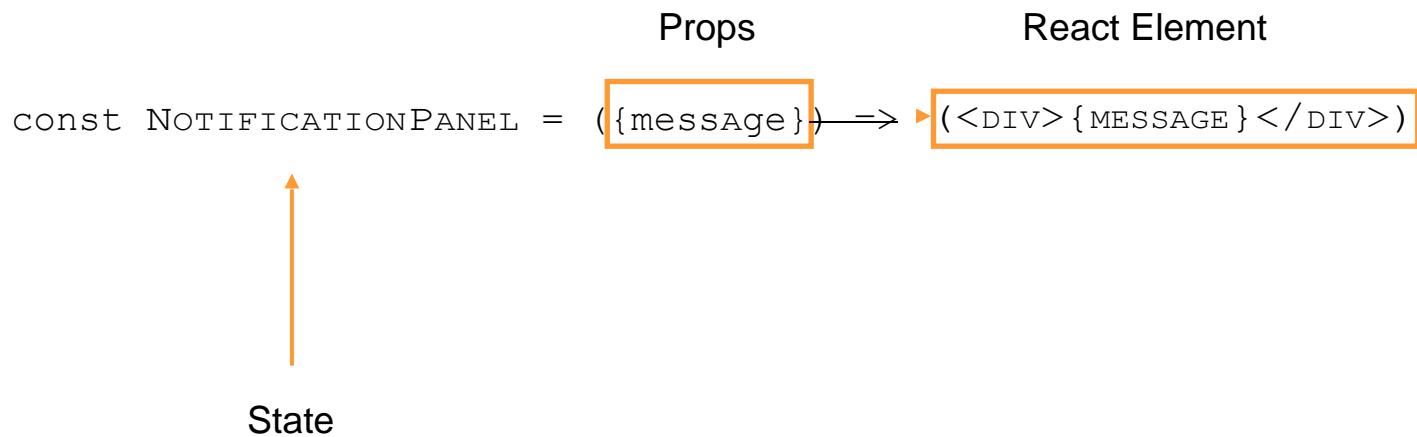 Props React Element
const NOTIFICATIONPANEL = ({messAge}) => (<DIV>{MESSAGE}</DIV>)
State